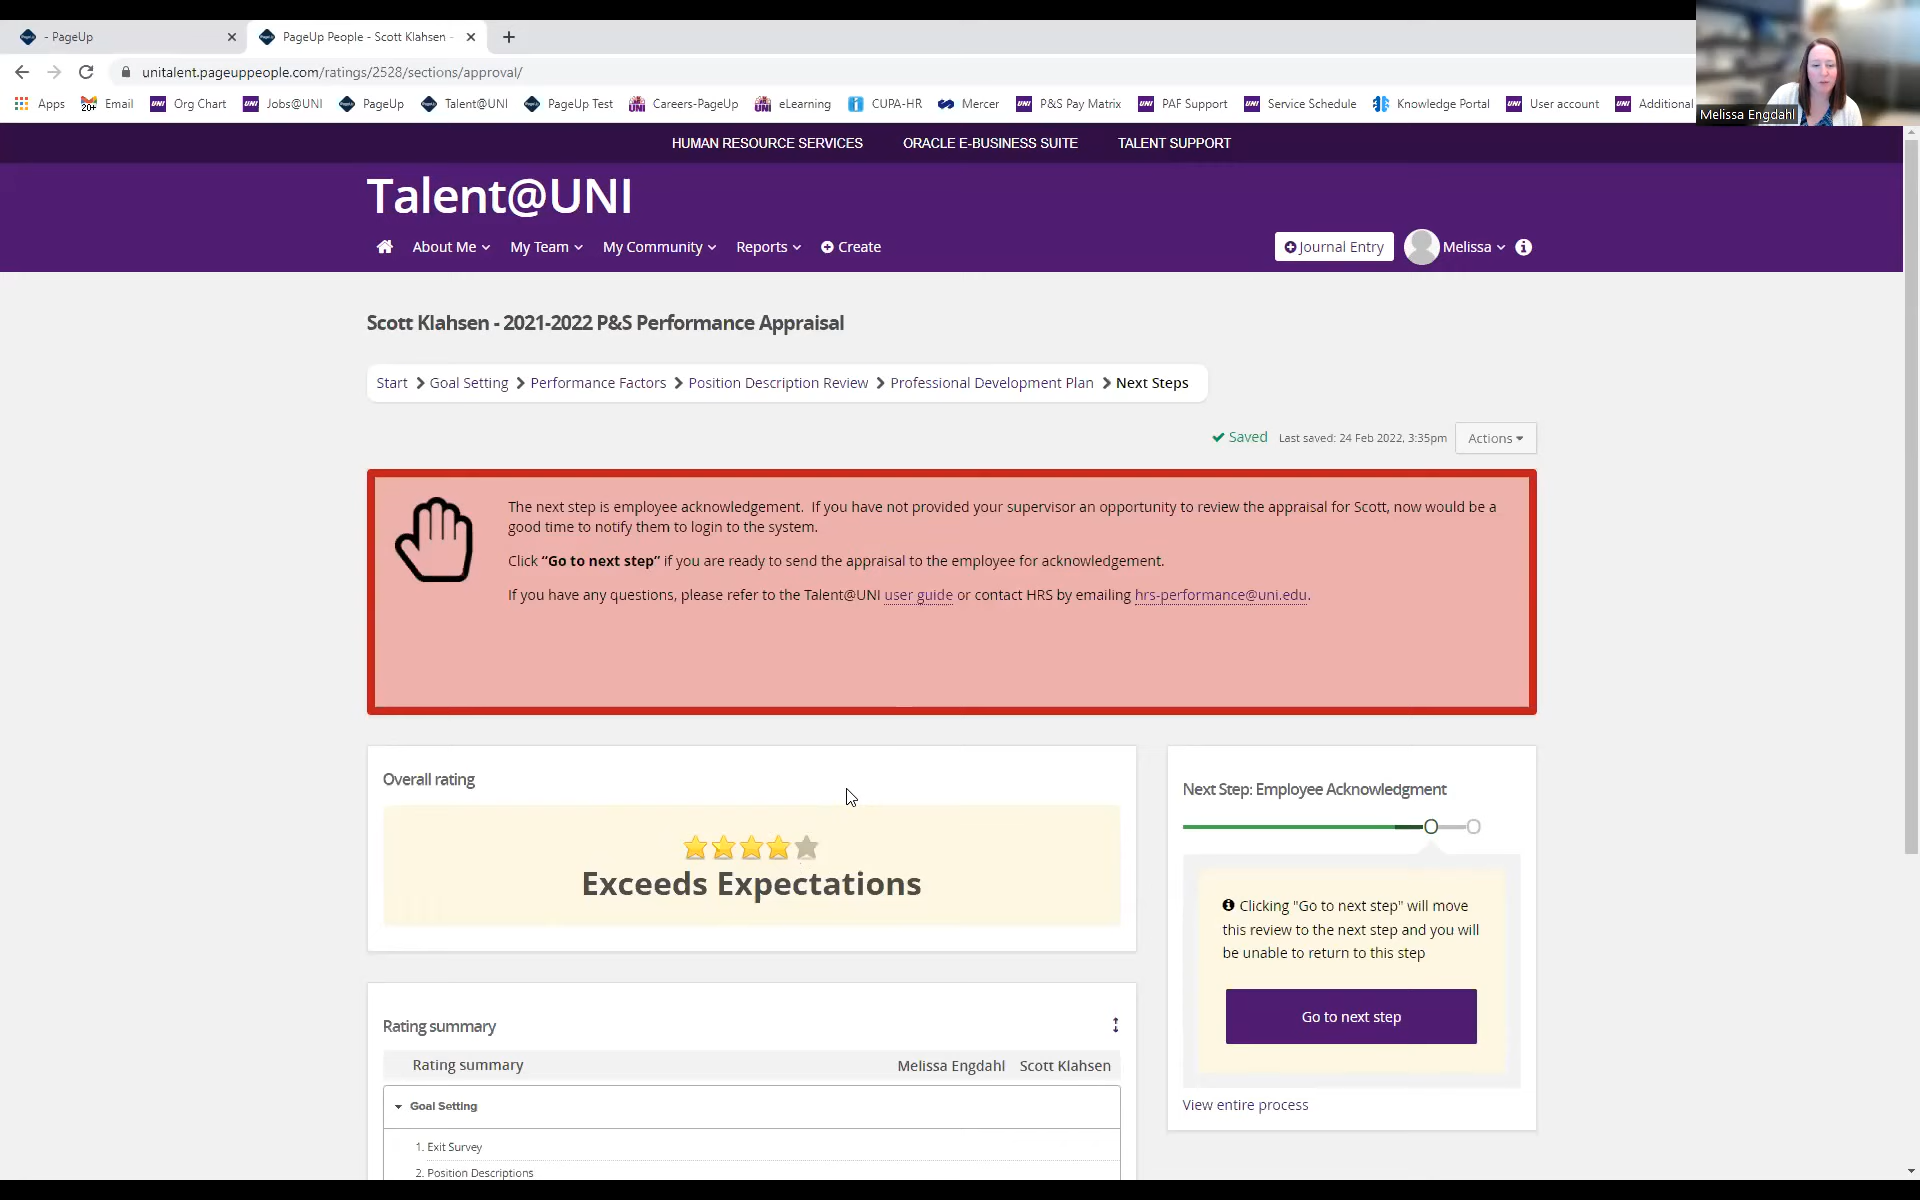 - PageUp
PageUp People - Scott Klahsen -
unitalent.pageuppeople.com/ratings/2528/sections/approval/
Apps
20+
Email
Org Chart
Jobs@UNI
PageUp
Talent@UNI
PageUp Test
Careers-PageUp
eLearning
CUPA-HR
Mercer
P&S Pay Matrix
PAF Support
Service Schedule
Knowledge Portal
User account
Additional
Melissa Engdahl
HUMAN RESOURCE SERVICES
ORACLE E-BUSINESS SUITE
TALENT SUPPORT
Talent@UNI
About Me
My Team
My Community
Reports
Create
Journal Entry
Melissa
Scott Klahsen - 2021-2022 P&S Performance Appraisal
Start
Goal Setting
Performance Factors
Position Description Review
Professional Development Plan
Next Steps
Saved
Last saved: 24 Feb 2022, 3:35pm
Actions
The next step is employee acknowledgement. If you have not provided your supervisor an opportunity to review the appraisal for Scott, now would be a
good time to notify them to login to the system.
Click "Go to next step" if you are ready to send the appraisal to the employee for acknowledgement.
If you have any questions, please refer to the Talent@UNI user guide or contact HRS by emailing hrs-performance@uni.edu.
Overall rating
Exceeds Expectations
Next Step: Employee Acknowledgment
Clicking "Go to next step" will move
this review to the next step and you will
be unable to return to this step
Go to next step
View entire process
Rating summary
Rating summary
Melissa Engdahl
Scott Klahsen
Goal Setting
1. Exit Survey
2. Position Descriptions